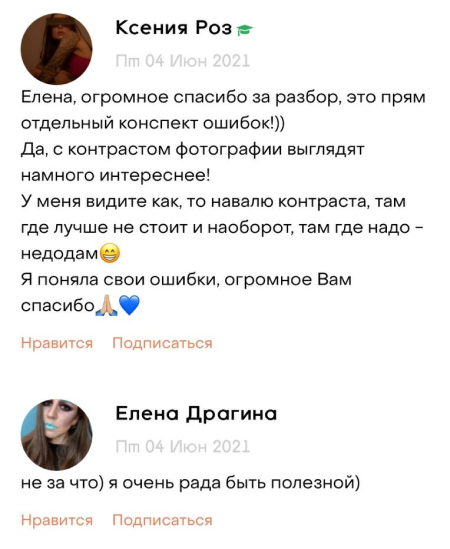 Ксения Роз
Пт 04 Июн 2021
Елена, огромное спасибо за разбор, это прям
отдельный конспект ошибок!))
Да, с контрастом фотографии выглядят
намного интереснее!
У меня видите как, то навалю контраста, там
где лучше не стоит и наоборот, там где надо –
недодам😁
Я поняла свои ошибки, огромное Вам
спасибо🙏🏼💙
Нравится Подписаться
Елена Драгина
Пт 04 Июн 2021
не за что) я очень рада быть полезной)
Нравится Подписаться